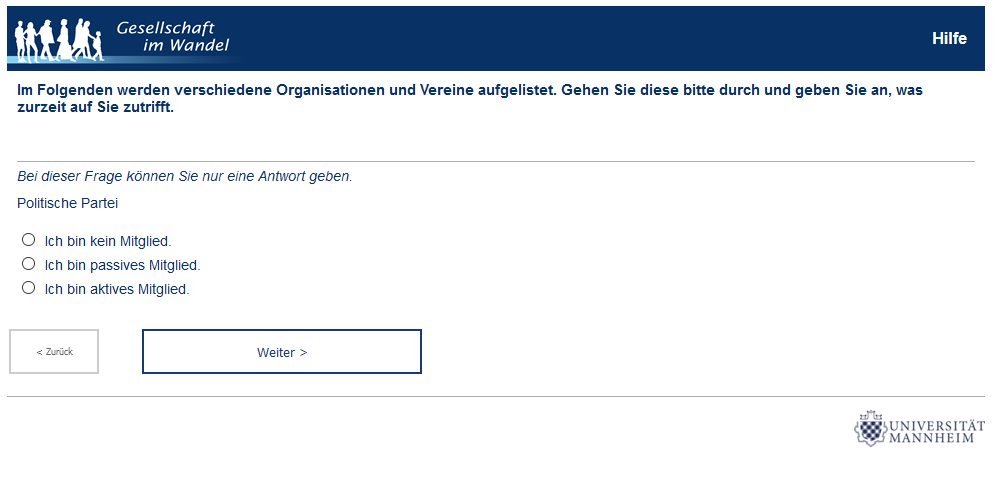 Gesellschaft
im Wandel
Hilfe
Im Folgenden werden verschiedene Organisationen und Vereine aufgelistet. Gehen Sie diese bitte durch und geben Sie an, was
zurzeit auf Sie zutrifft.
Bei dieser Frage können Sie nur eine Antwort geben.
Politische Partei
Ich bin kein Mitglied.
Ich bin passives Mitglied.
Ich bin aktives Mitglied.
< Zurück
Weiter >
UNIVERSITÄT
MANNHEIM